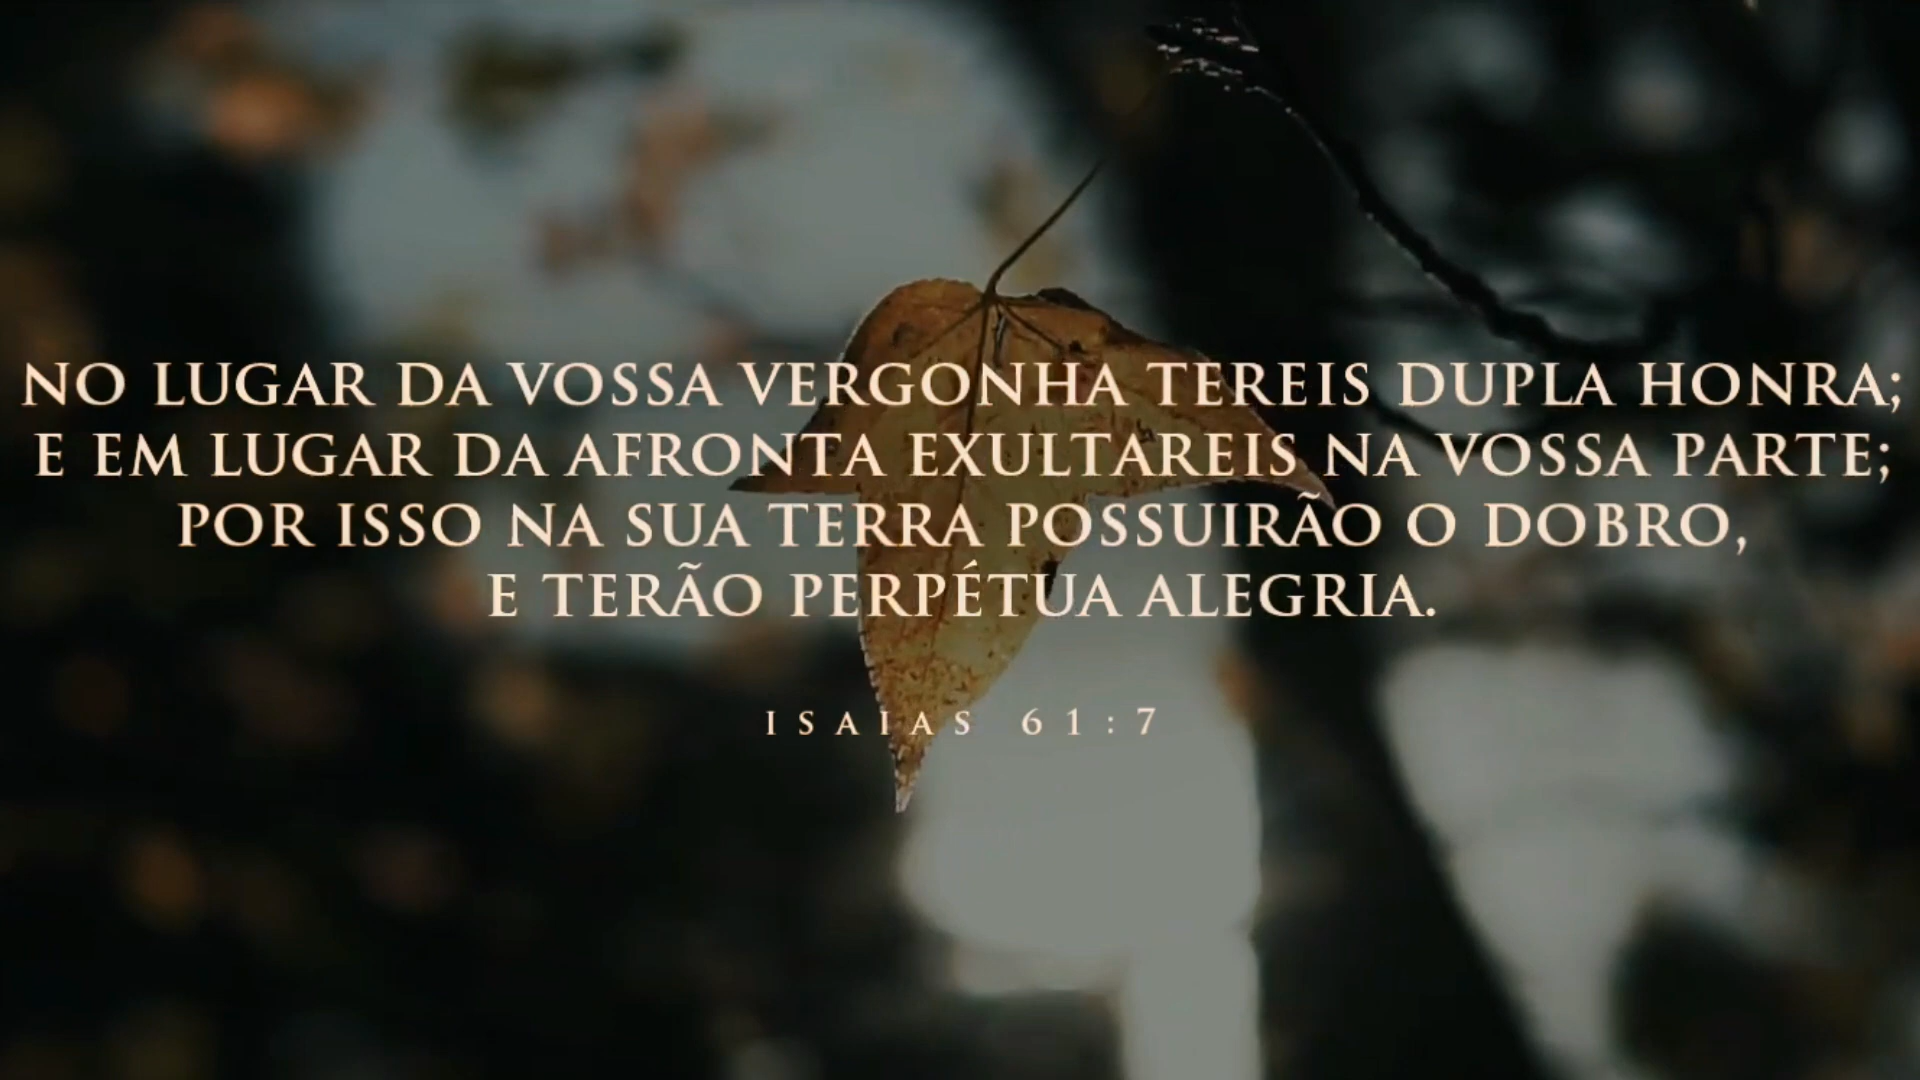 NO LUGAR DA VOSSA VERGONHA TEREIS DUPLA HONRA;
E EM LUGAR DA AFRONTA EXULTAREIS NA VOSSA PARTE;
POR ISSO NA SUA TERRA POSSUIRÃO O DOBRO,
E TERÃO PERPÉTUA ALEGRIA.
ISAIAS 61:7